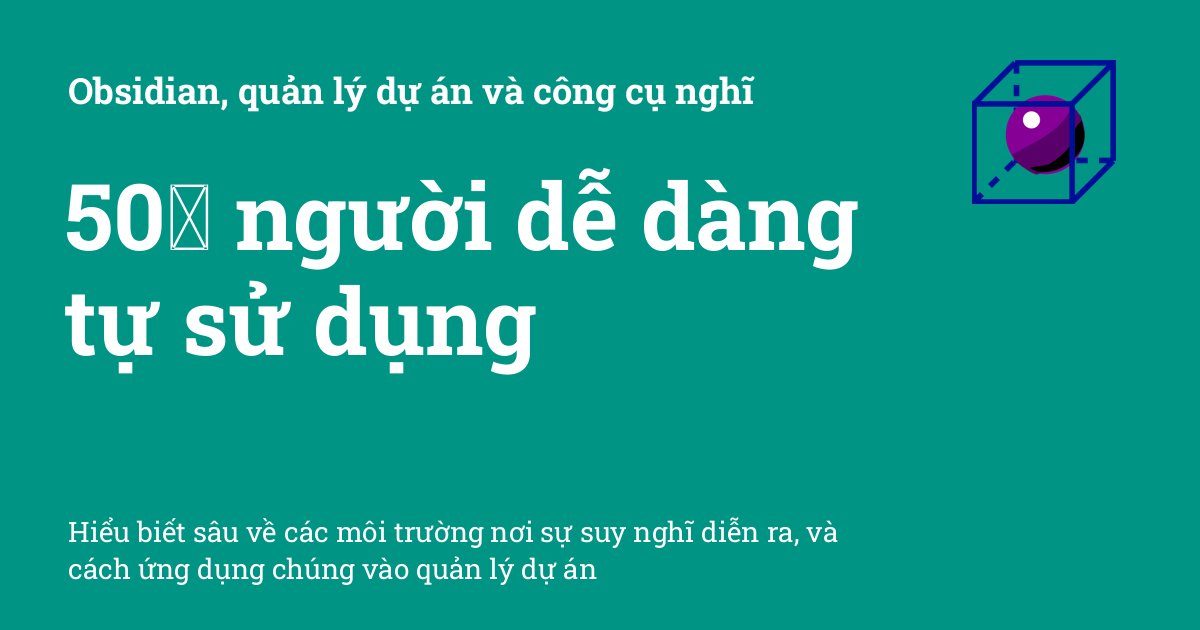 Obsidian, quản lý dự án và công cụ nghĩ
50 người dễ dàng
tự sử dụng
Hiểu biết sâu về các môi trường nơi sự suy nghĩ diễn ra, và
cách ứng dụng chúng vào quản lý dự án